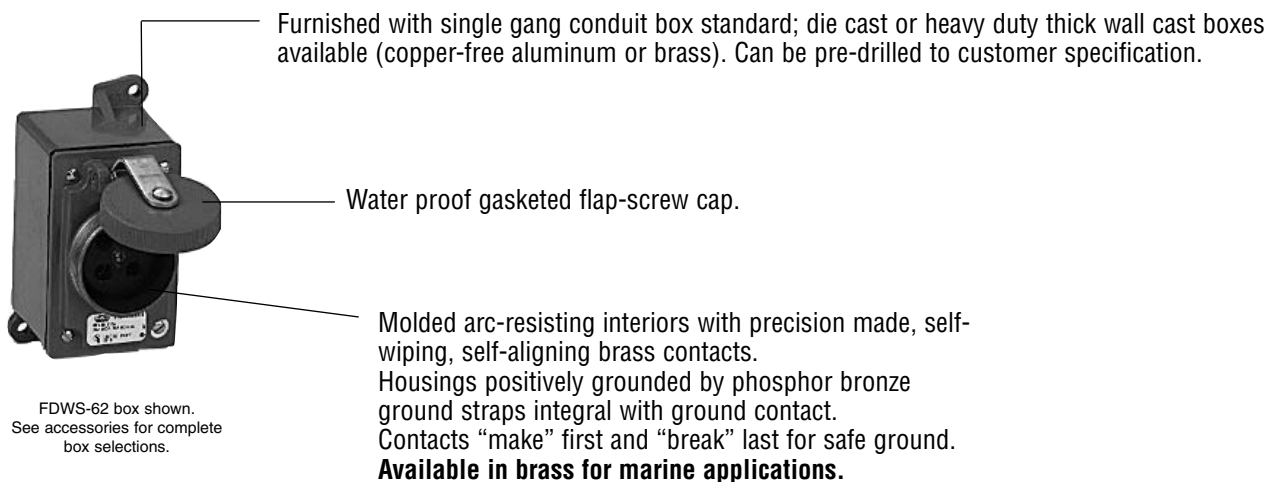 Furnished with single gang conduit box standard; die cast or heavy duty thick wall cast boxes
available (copper-free aluminum or brass). Can be pre-drilled to customer specification.
Water proof gasketed flap-screw cap.
Molded arc-resisting interiors with precision made, self-
wiping, self-aligning brass contacts.
Housings positively grounded by phosphor bronze
ground straps integral with ground contact.
Contacts “make” first and “break” last for safe ground.
Available in brass for marine applications.
FDWS-62 box shown.
See accessories for complete
box selections.